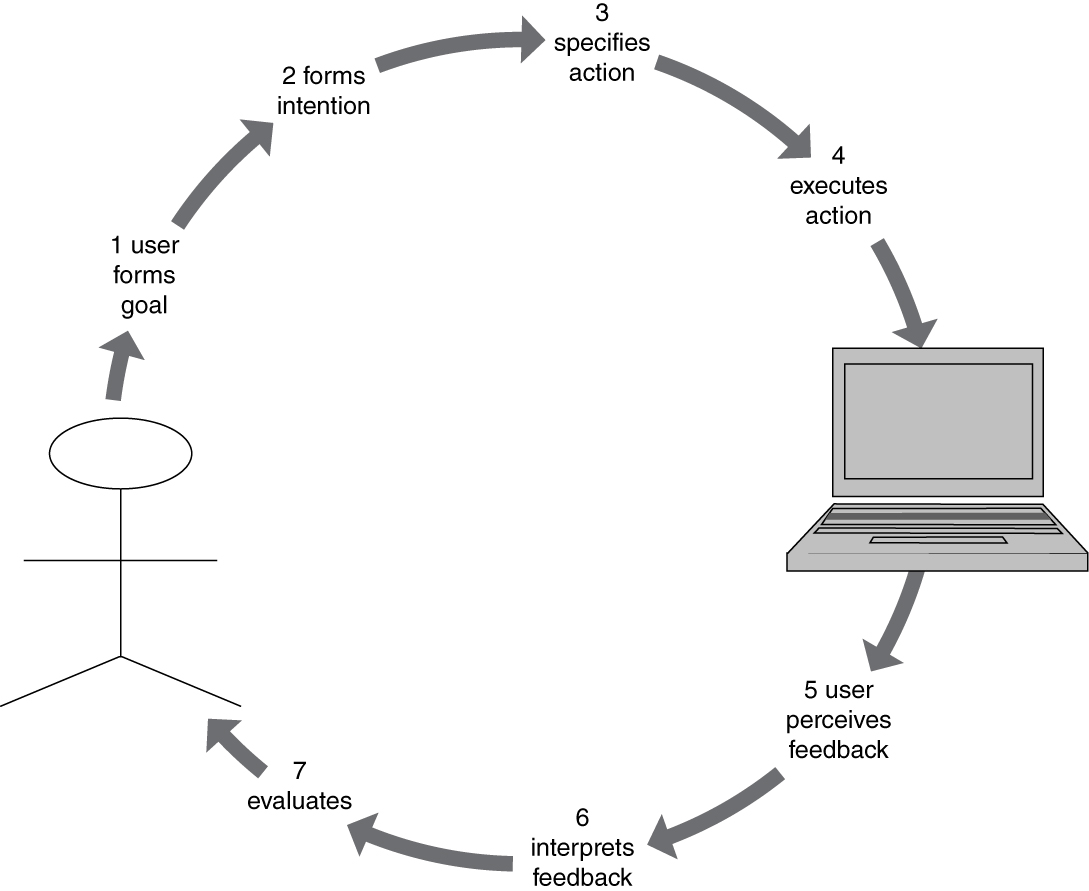 1 user
forms
goal
2 forms
intention
3
specifies
action
4
executes
action
5 user
perceives
feedback
6
interprets
feedback
7
evaluates